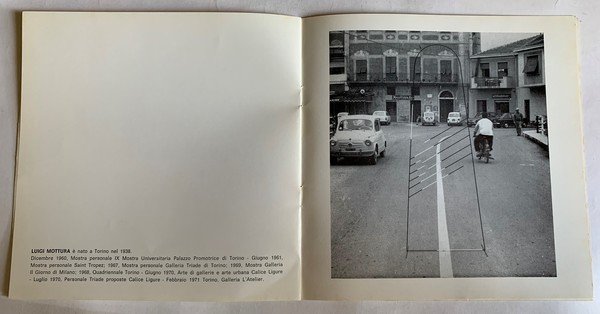 LUIGI MOTTURA è nato a Torino nel 1938.
Dicembre 1960, Mostra personale IX Mostra Universitaria Palazzo Promotrice di Torino - Giugno 1961,
Mostra personale Saint Tropez; 1967, Mostra personale Galleria Triade di Torino; 1969, Mostra Galleria
Il Giorno di Milano; 1968, Quadriennale Torino - Giugno 1970, Arte di gallerie e arte urbana Calice Ligure
- Luglio 1970, Personale Triade proposte Calice Ligure - Febbraio 1971 Torino, Galleria L'Atelier.